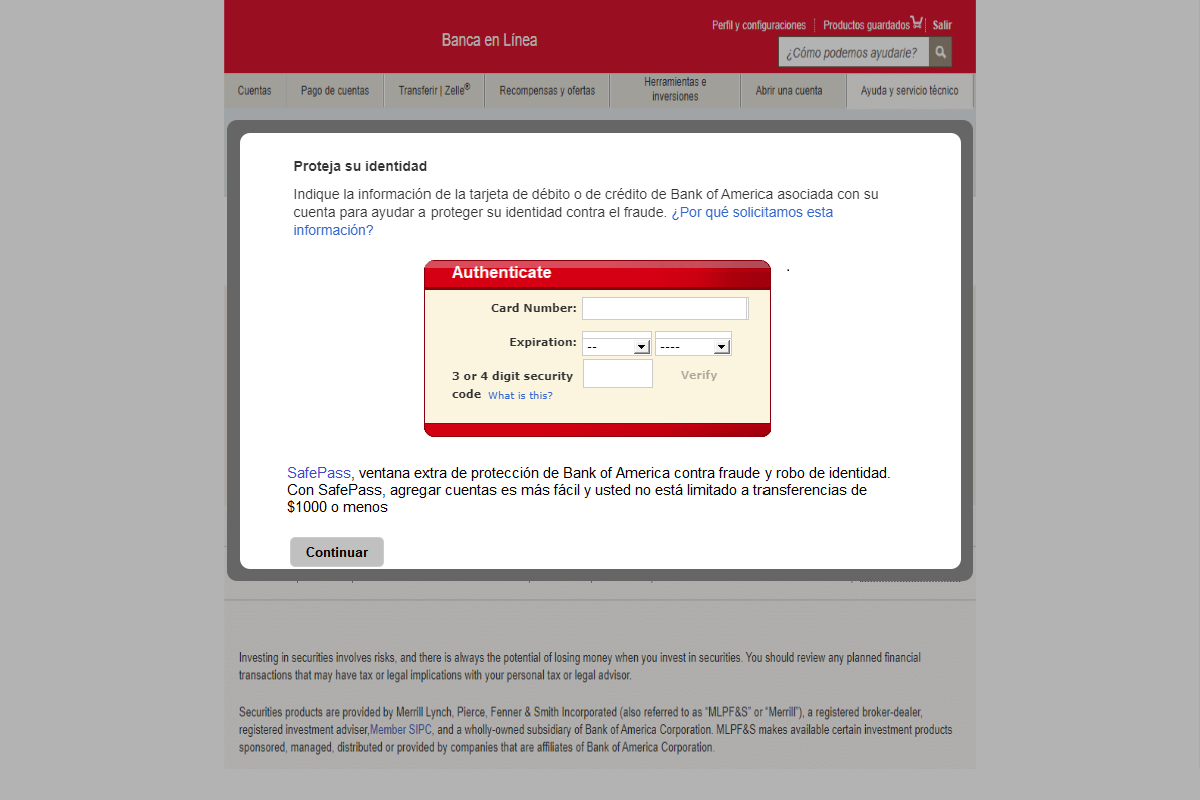 Perfil y configuraciones
Productos guardados
Salir
Banca en Línea
¿Cómo podemos ayudarle?
Cuentas
Pago de cuentas
Transferir | Zelle®
Recompensas y ofertas
Herramientas e
inversiones
Abrir una cuenta
Ayuda y servicio técnico
Proteja su identidad
Indique la información de la tarjeta de débito o de crédito de Bank of America asociada con su
cuenta para ayudar a proteger su identidad contra el fraude. ¿Por qué solicitamos esta
información?
Authenticate
.
Card Number:
Expiration: -- ----
3 or 4 digit security
Verify
code What is this?
SafePass, ventana extra de protección de Bank of America contra fraude y robo de identidad.
Con SafePass, agregar cuentas es más fácil y usted no está limitado a transferencias de
$1000 o menos
Continuar
Investing in securities involves risks, and there is always the potential of losing money when you invest in securities. You should review any planned financial
transactions that may have tax or legal implications with your personal tax or legal advisor.
Securities products are provided by Merrill Lynch, Pierce, Fenner & Smith Incorporated (also referred to as “MLPF&S” or “Merrill”), a registered broker-dealer,
registered investment adviser,Member SIPC, and a wholly-owned subsidiary of Bank of America Corporation. MLPF&S makes available certain investment products
sponsored, managed, distributed or provided by companies that are affiliates of Bank of America Corporation.